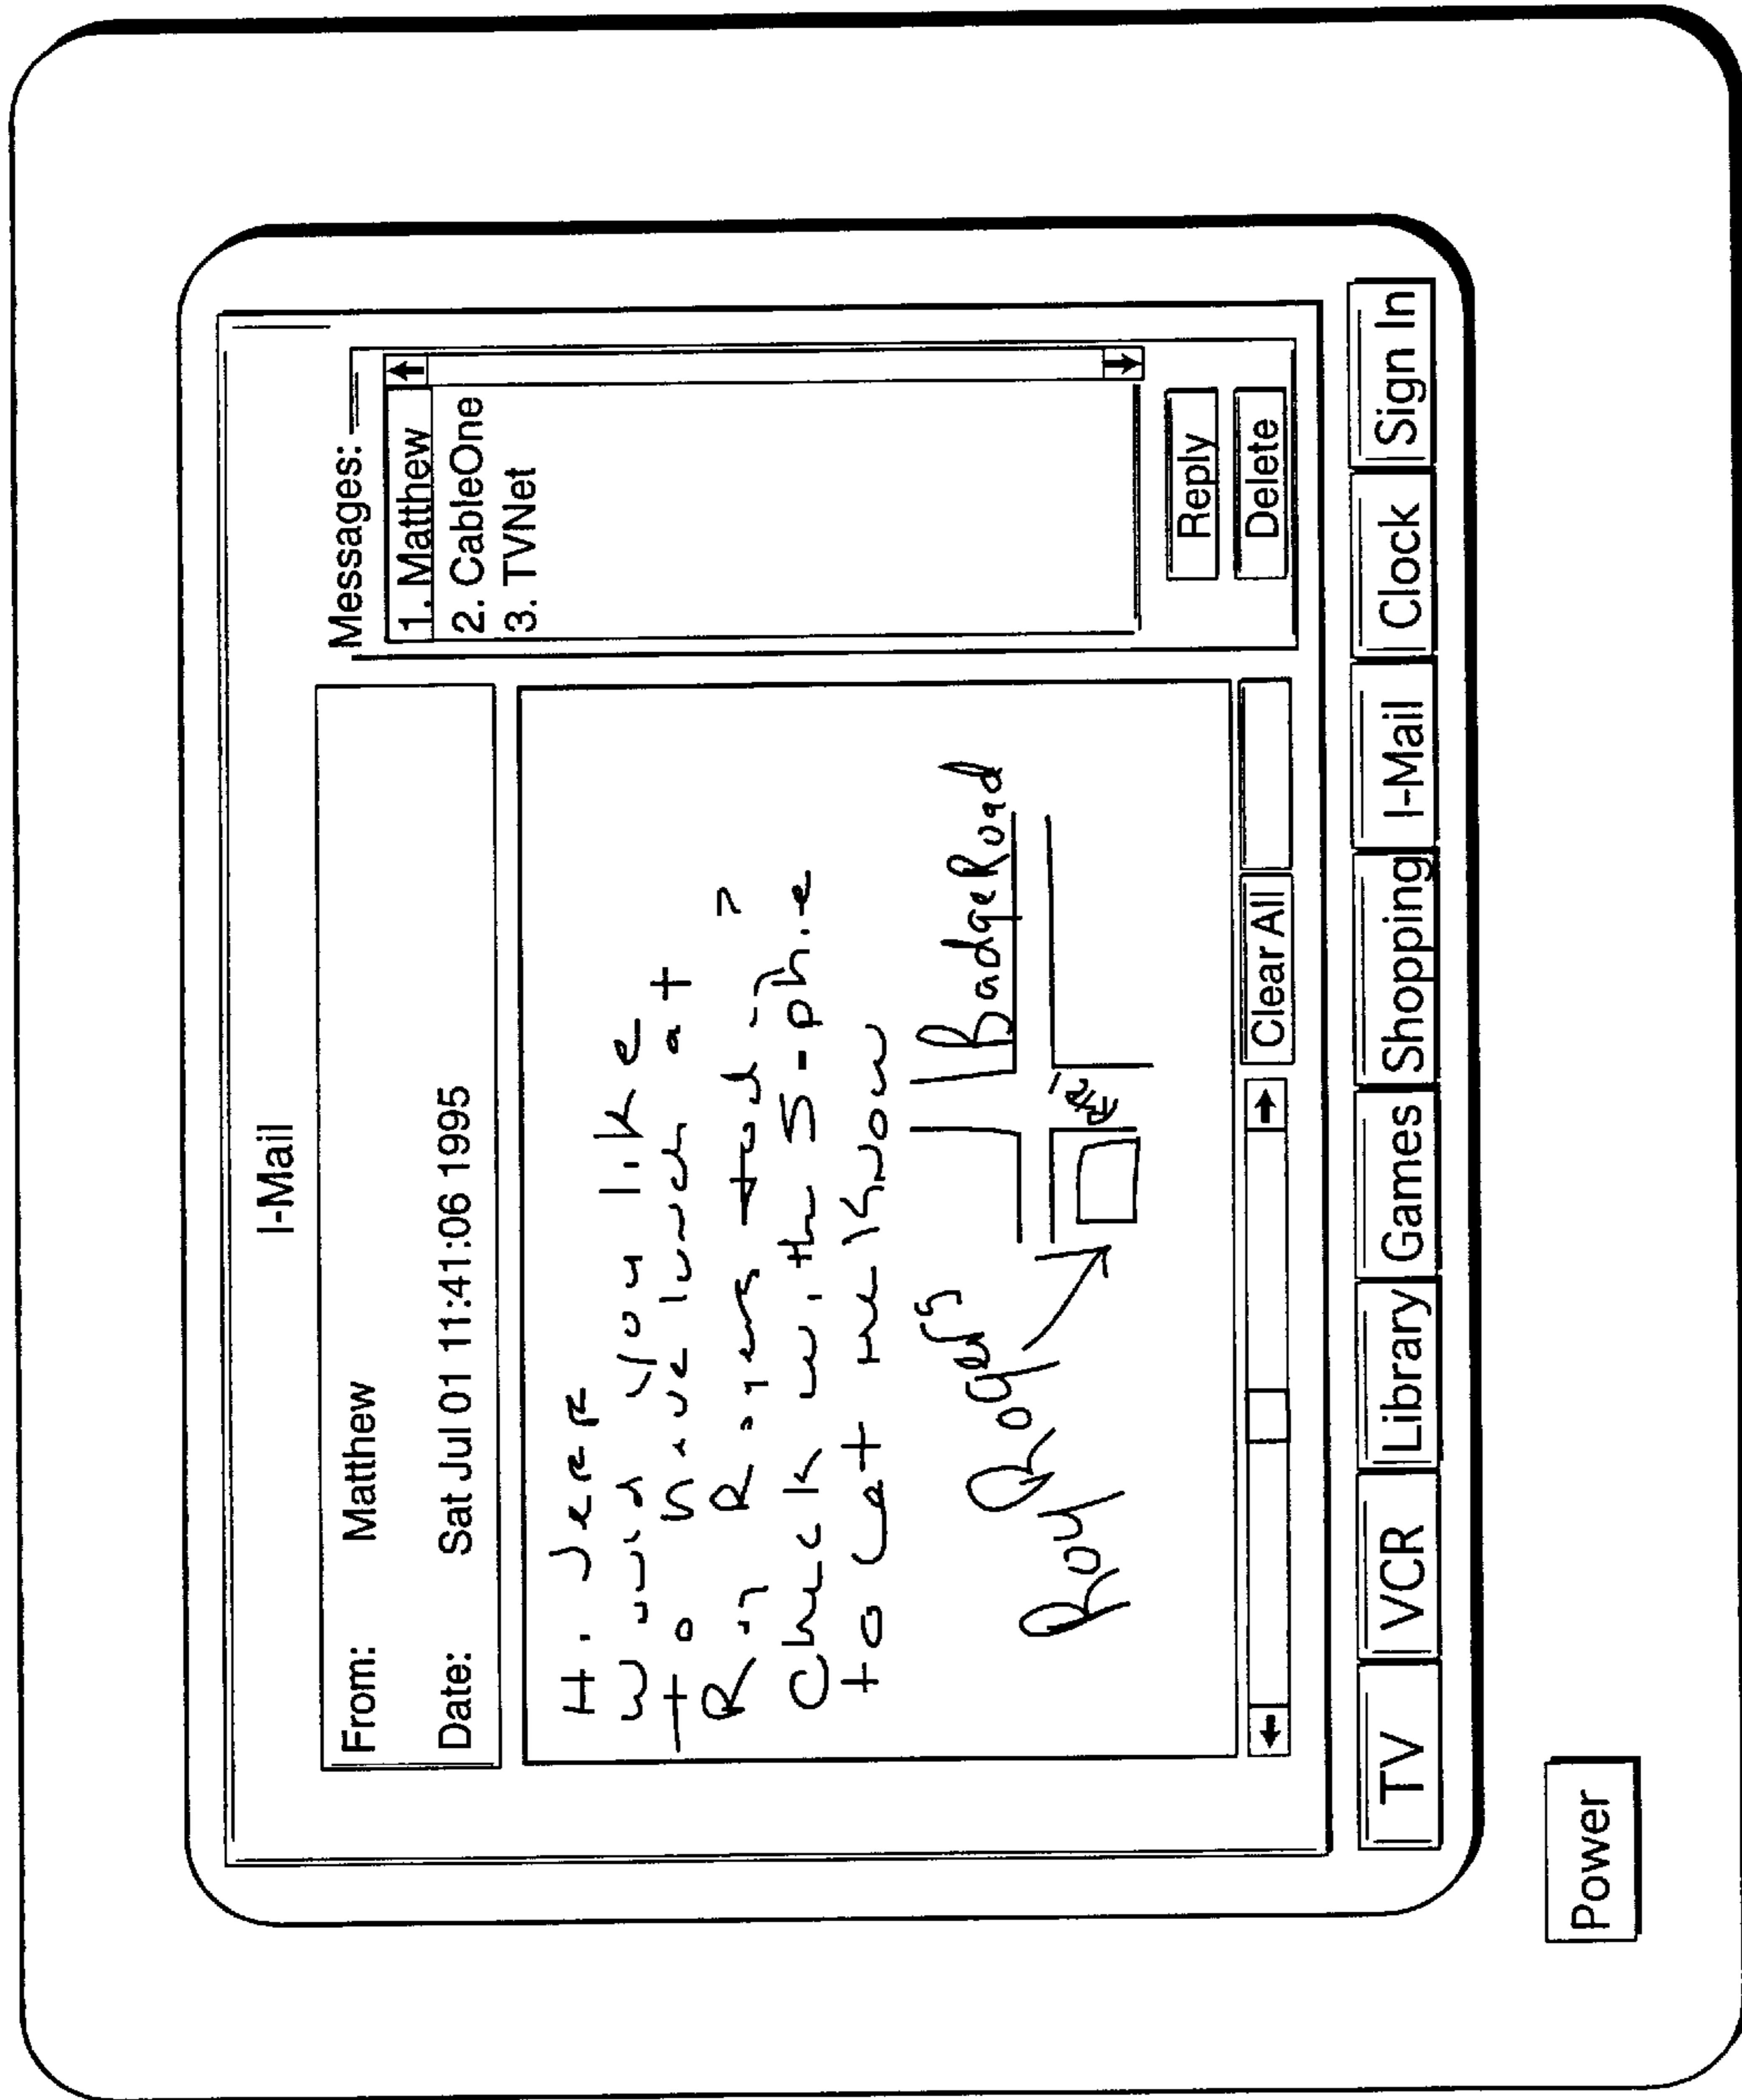 I-Mail
From: Matthew
Date: Sat Jul 01 11:41:06 1995
Hi Jeff
Would you like
to have lunch at
Roy Rogers today?
Check with Sophie
to let me know
Badge Road
Roy Rogers
Clear All
Messages:
1. Matthew
2. CableOne
3. TVNet
Reply
Delete
TV
VCR
Library
Games
Shopping
I-Mail
Clock
Sign In
Power